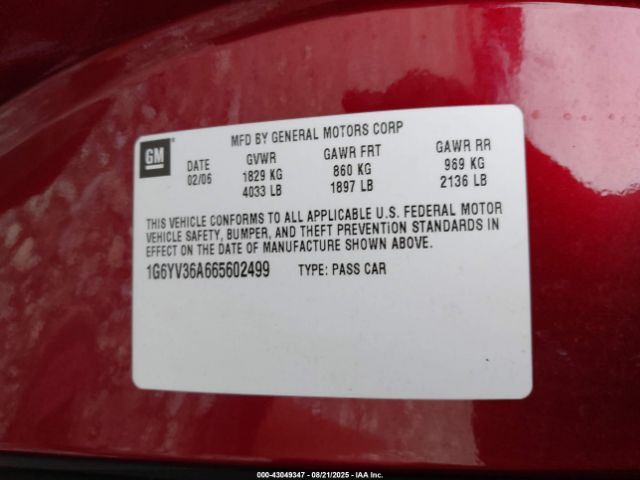 MFD BY GENERAL MOTORS CORP
GM
DATE GVWR GAWR FRT GAWR RR
02/06 1829 KG 860 KG 969 KG
4033 LB 1897 LB 2136 LB
THIS VEHICLE CONFORMS TO ALL APPLICABLE U.S. FEDERAL MOTOR
VEHICLE SAFETY, BUMPER, AND THEFT PREVENTION STANDARDS IN
EFFECT ON THE DATE OF MANUFACTURE SHOWN ABOVE.
1G6YV36A665602499 TYPE: PASS CAR
000-43049347 - 08/21/2025 - IAA Inc.